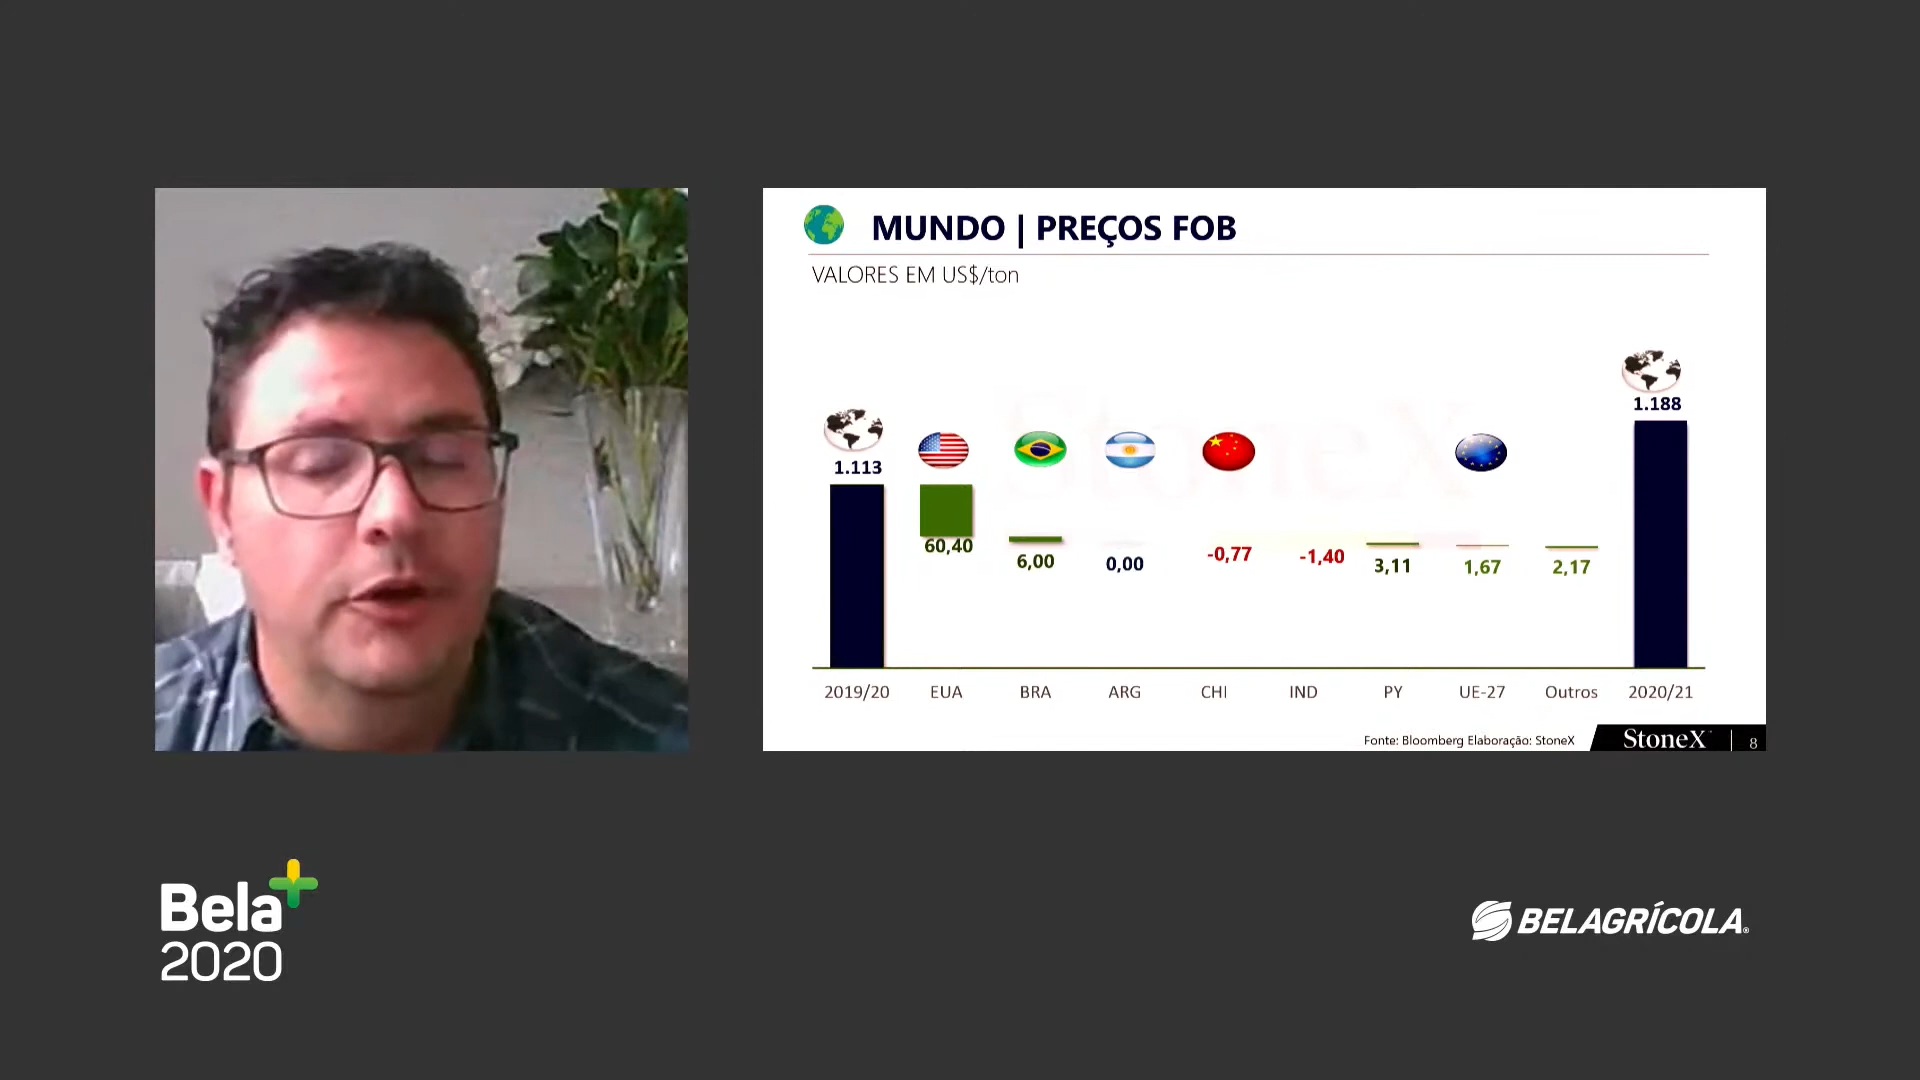 MUNDO | PREÇOS FOB
VALORES EM US$/ton
1.113
60,40
6,00
0,00
-0,77
-1,40
3,11
1,67
2,17
1.188
StoneX
2019/20 EUA BRA ARG CHI IND PY UE-27 Outros 2020/21
Fonte: Bloomberg Elaboração: StoneX
StoneX 8
Bela
2020
BELAGRÍCOLA